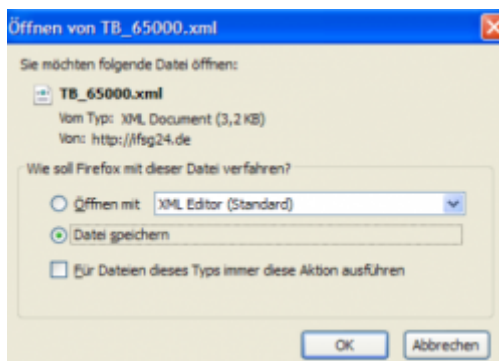 Öffnen von TB_65000.xml
Sie möchten folgende Datei öffnen:
TB_65000.xml
Vom Typ: XML Document (3,2 KB)
Von: http://ifsg24.de
Wie soll Firefox mit dieser Datei verfahren?
Öffnen mit XML Editor (Standard)
Datei speichern
Für Dateien dieses Typs immer diese Aktion ausführen
OK Abbrechen